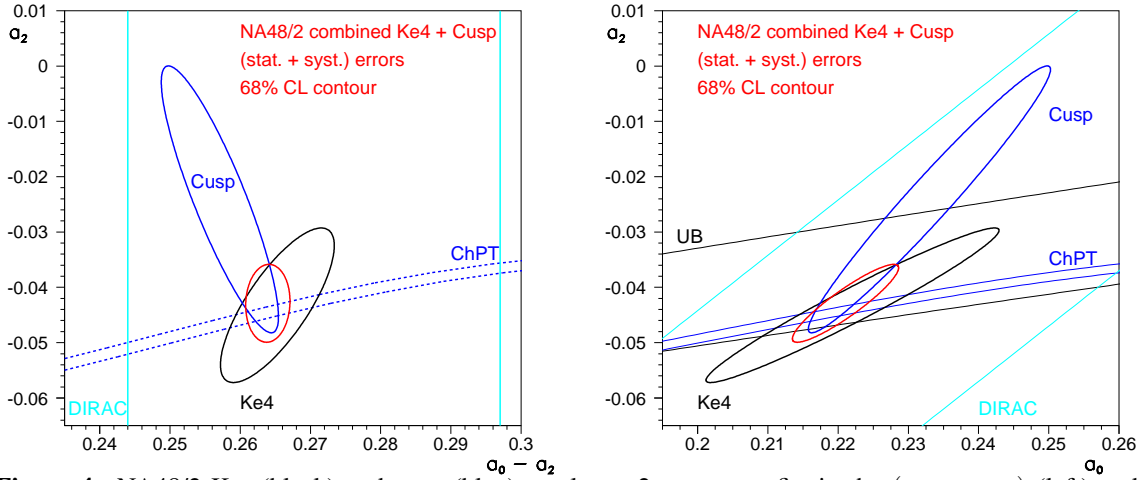 0.01
a₂
0
-0.01
-0.02
-0.03
-0.04
-0.05
-0.06
NA48/2 combined Ke4 + Cusp
(stat. + syst.) errors
68% CL contour
Cusp
ChPT
DIRAC
Ke4
0.24 0.25 0.26 0.27 0.28 0.29 0.3
a₀ − a₂
0.01
a₂
0
-0.01
-0.02
-0.03
-0.04
-0.05
-0.06
NA48/2 combined Ke4 + Cusp
(stat. + syst.) errors
68% CL contour
Cusp
UB
ChPT
Ke4
DIRAC
0.2 0.21 0.22 0.23 0.24 0.25 0.26
a₀